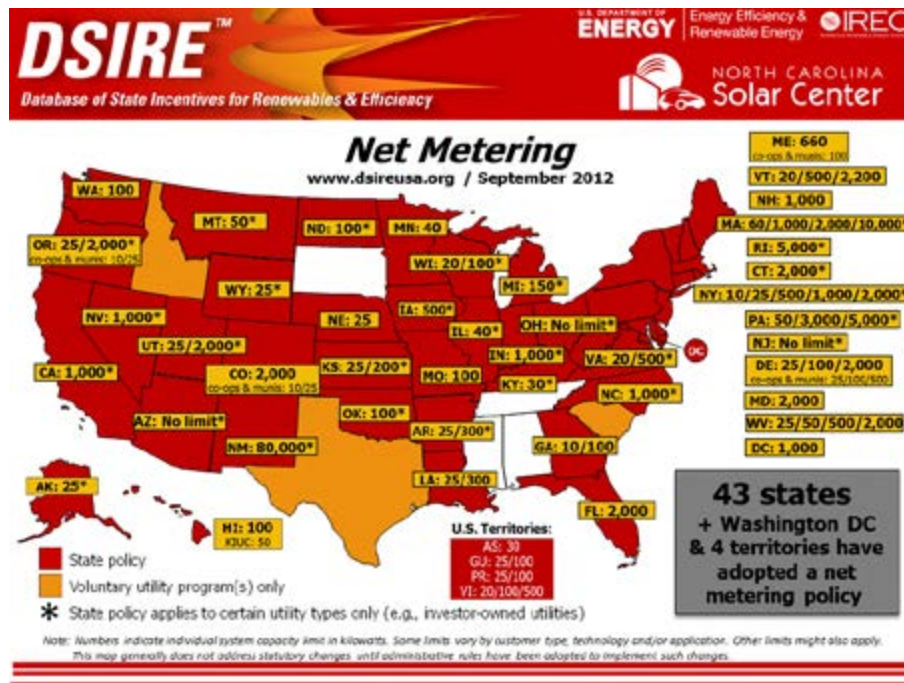 DSIRE™
Database of State Incentives for Renewables & Efficiency
U.S. DEPARTMENT OF
ENERGY
Energy Efficiency &
Renewable Energy
IREC
NORTH CAROLINA
Solar Center
Net Metering
www.dsireusa.org / September 2012
ME: 660
co-ops & munis: 100
VT: 20/500/2,200
NH: 1,000
MA: 60/1,000/2,000/10,000*
RI: 5,000*
CT: 2,000*
NY: 10/25/500/1,000/2,000*
PA: 50/3,000/5,000*
NJ: No limit*
DE: 25/100/2,000
co-ops & munis: 25/100/500
MD: 2,000
WV: 25/50/500/2,000
DC: 1,000
WA: 100
MT: 50*
ND: 100*
MN: 40
OR: 25/2,000*
co-ops & munis: 10/25
WI: 20/100*
MI: 150*
WY: 25*
IA: 500*
NV: 1,000*
NE: 25
IL: 40*
OH: No limit*
UT: 25/2,000*
IN: 1,000*
VA: 20/500*
DC
CA: 1,000*
CO: 2,000
co-ops & munis: 10/25
KS: 25/200*
MO: 100
KY: 30*
NC: 1,000*
AZ: No limit*
OK: 100*
AR: 25/300*
NM: 80,000*
GA: 10/100
LA: 25/300
AK: 25*
FL: 2,000
HI: 100
KIUC: 50
U.S. Territories:
AS: 30
GU: 25/100
PR: 25/100
VI: 20/100/500
43 states
+ Washington DC
& 4 territories have
adopted a net
metering policy
State policy
Voluntary utility program(s) only
* State policy applies to certain utility types only (e.g., investor-owned utilities)
Note: Numbers indicate individual system capacity limit in kilowatts. Some limits vary by customer type, technology and/or application. Other limits might also apply.
This map generally does not address statutory changes until administrative rules have been adopted to implement such changes.